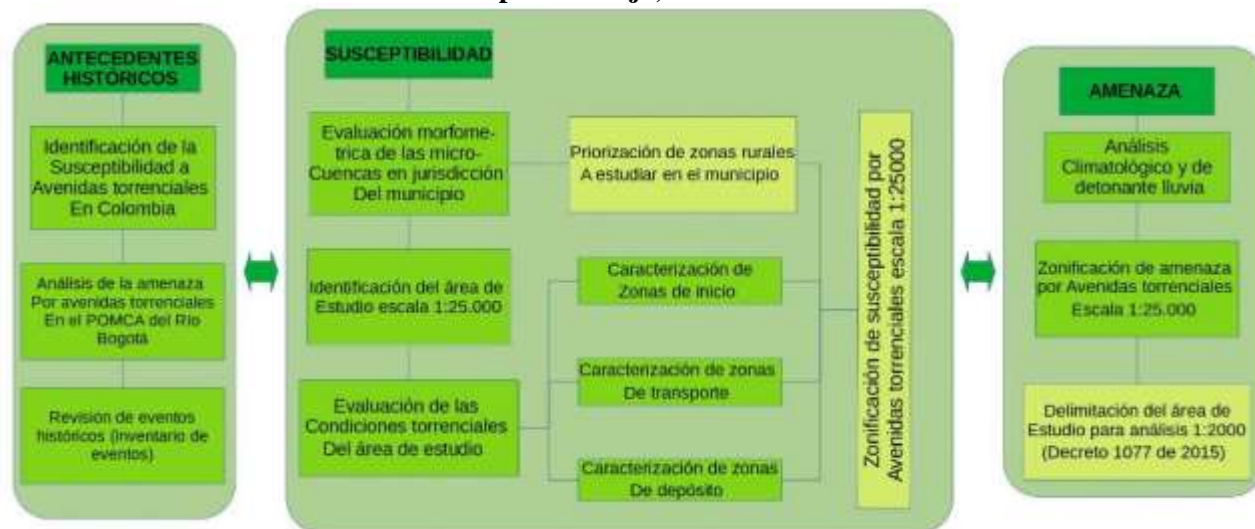 ANTECEDENTES
HISTÓRICOS
Identificación de la
Susceptibilidad a
Avenidas torrenciales
En Colombia
Análisis de la amenaza
Por avenidas torrenciales
En el POMCA del Río
Bogotá
Revisión de eventos
históricos (Inventario de
eventos)
SUSCEPTIBILIDAD
Evaluación morfome-
trica de las micro-
Cuencas en jurisdicción
Del municipio
Priorización de zonas rurales
A estudiar en el municipio
Identificación del área de
Estudio escala 1:25.000
Evaluación de las
Condiciones torrenciales
Del área de estudio
Caracterización de
Zonas de inicio
Caracterización de zonas
De transporte
Caracterización de zonas
De depósito
Zonificación de susceptibilidad por
Avenidas torrenciales escala 1:25000
AMENAZA
Análisis
Climatológico y de
detonante lluvia
Zonificación de amenaza
por Avenidas torrenciales
Escala 1:25.000
Delimitación del área de
Estudio para análisis 1:2000
(Decreto 1077 de 2015)